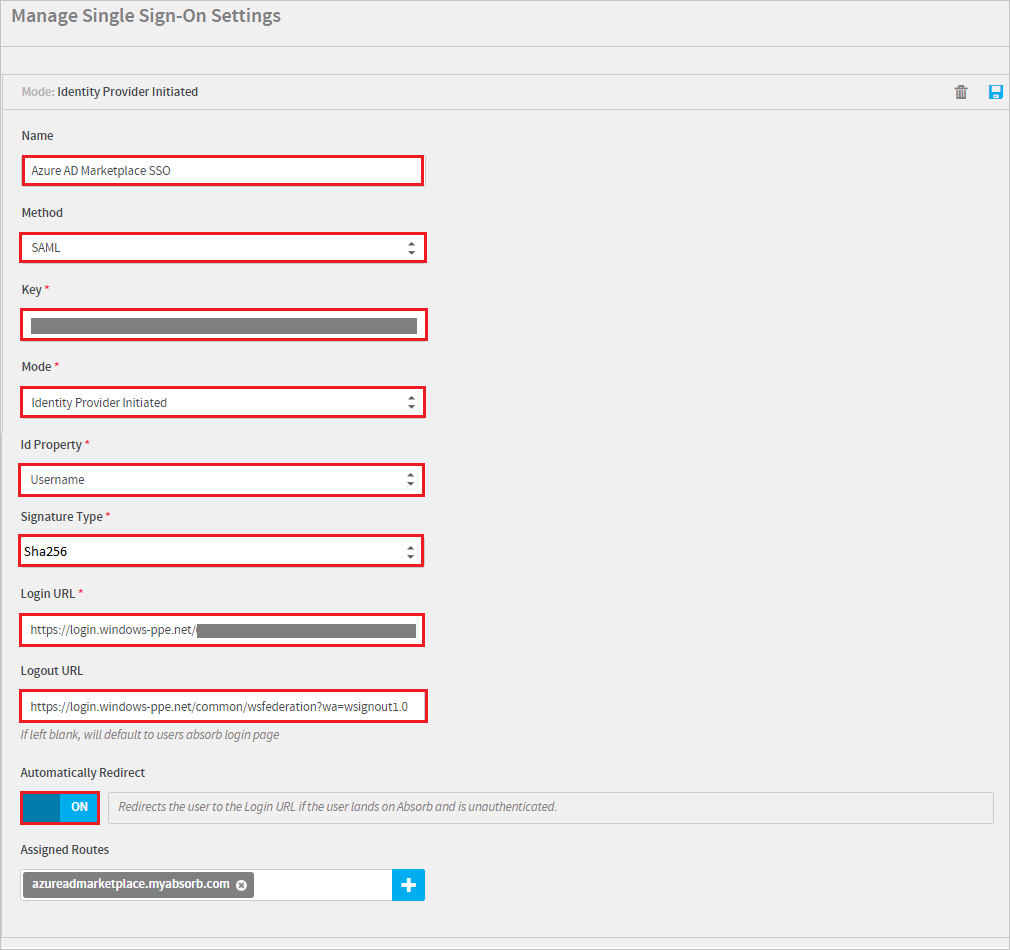 Manage Single Sign-On Settings
Mode: Identity Provider Initiated
Name
Azure AD Marketplace SSO
Method
SAML
Key *
Mode *
Identity Provider Initiated
Id Property *
Username
Signature Type *
Sha256
Login URL *
https://login.windows-ppe.net/
Logout URL
https://login.windows-ppe.net/common/wsfederation?wa=wsignout1.0
If left blank, will default to users absorb login page
Automatically Redirect
ON
Redirects the user to the Login URL if the user lands on Absorb and is unauthenticated.
Assigned Routes
azureadmarketplace.myabsorb.com